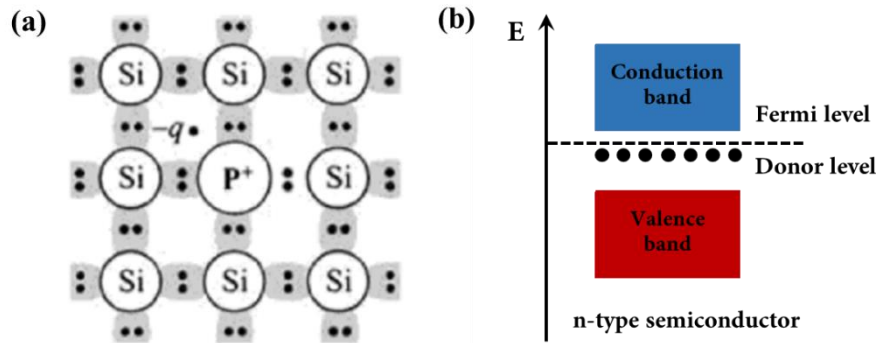 (a)
Si Si Si
−q
Si P⁺ Si
Si Si Si
(b)
E
Conduction
band
Fermi level
Donor level
Valence
band
n-type semiconductor